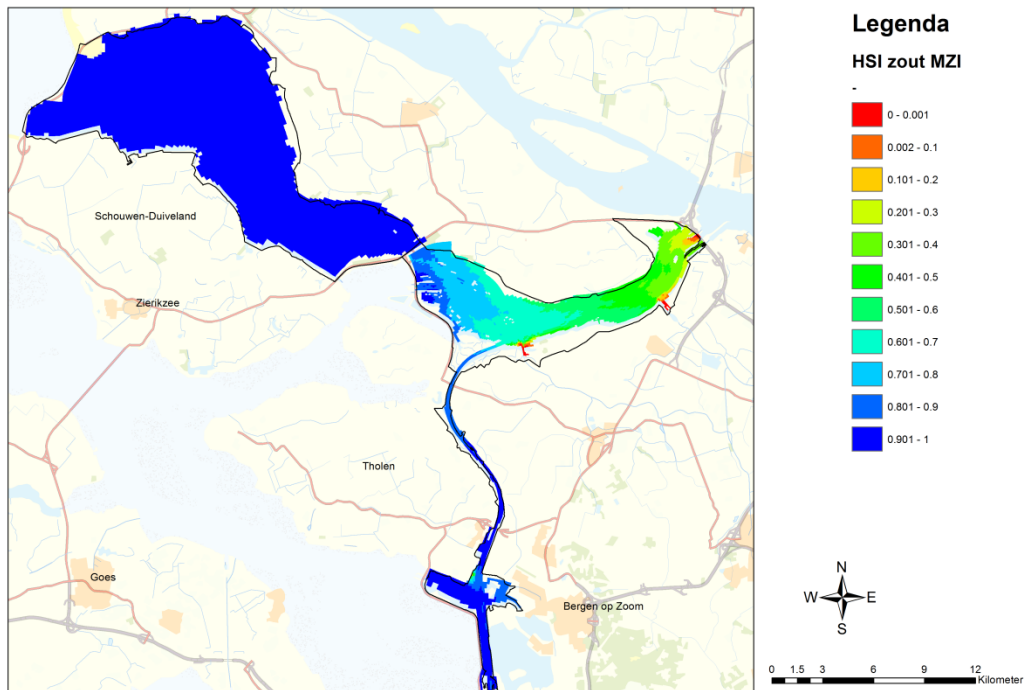 Legenda
HSI zout MZI
-
0 - 0.001
0.002 - 0.1
0.101 - 0.2
0.201 - 0.3
0.301 - 0.4
0.401 - 0.5
0.501 - 0.6
0.601 - 0.7
0.701 - 0.8
0.801 - 0.9
0.901 - 1
Schouwen-Duiveland
Zierikzee
Tholen
Goes
Bergen op Zoom
N
W E
S
0 1.5 3 6 9 12
Kilometer